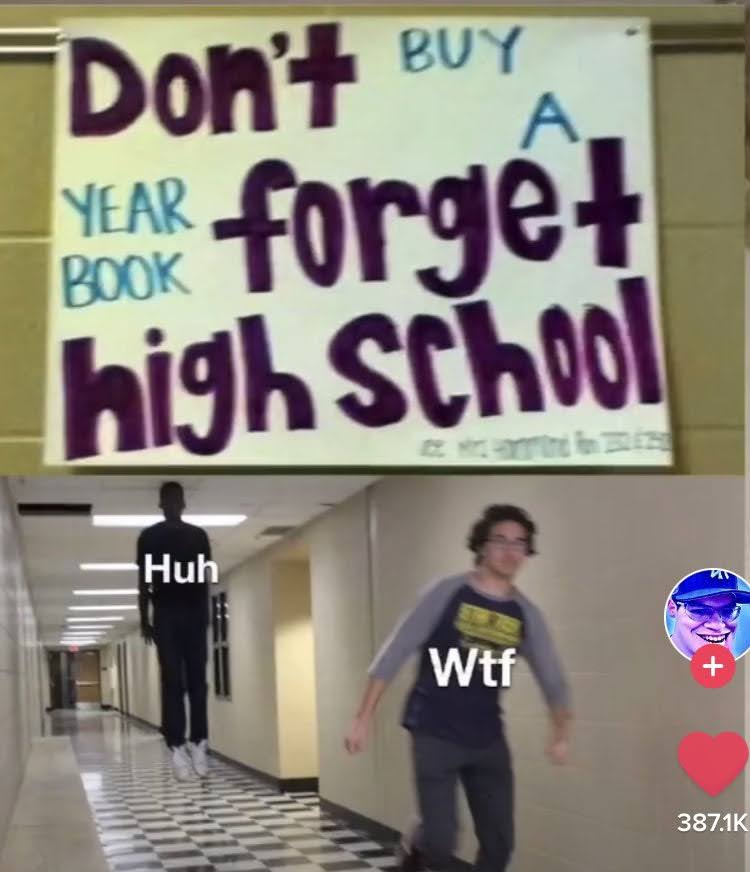 Don't BUY
A
YEAR forget
BOOK
high school
Huh
Wtf
387.1K